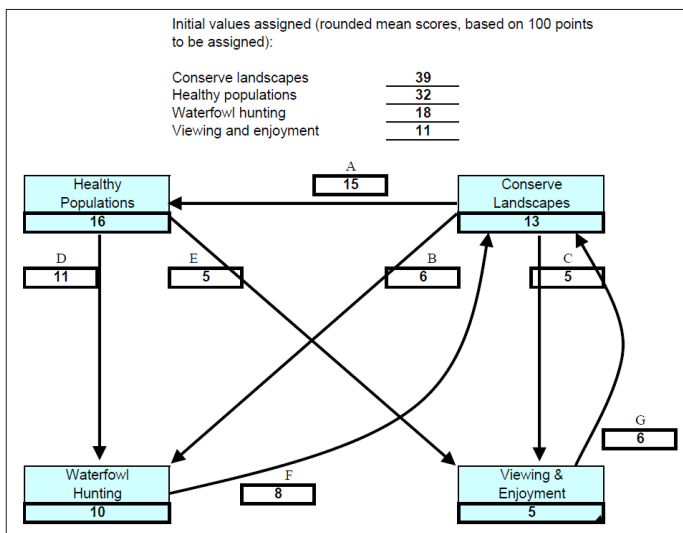 Initial values assigned (rounded mean scores, based on 100 points
to be assigned):
Conserve landscapes 39
Healthy populations 32
Waterfowl hunting 18
Viewing and enjoyment 11
A
15
Healthy
Populations
16
Conserve
Landscapes
13
D
11
E
5
B
6
C
5
G
6
Waterfowl
Hunting
10
F
8
Viewing &
Enjoyment
5